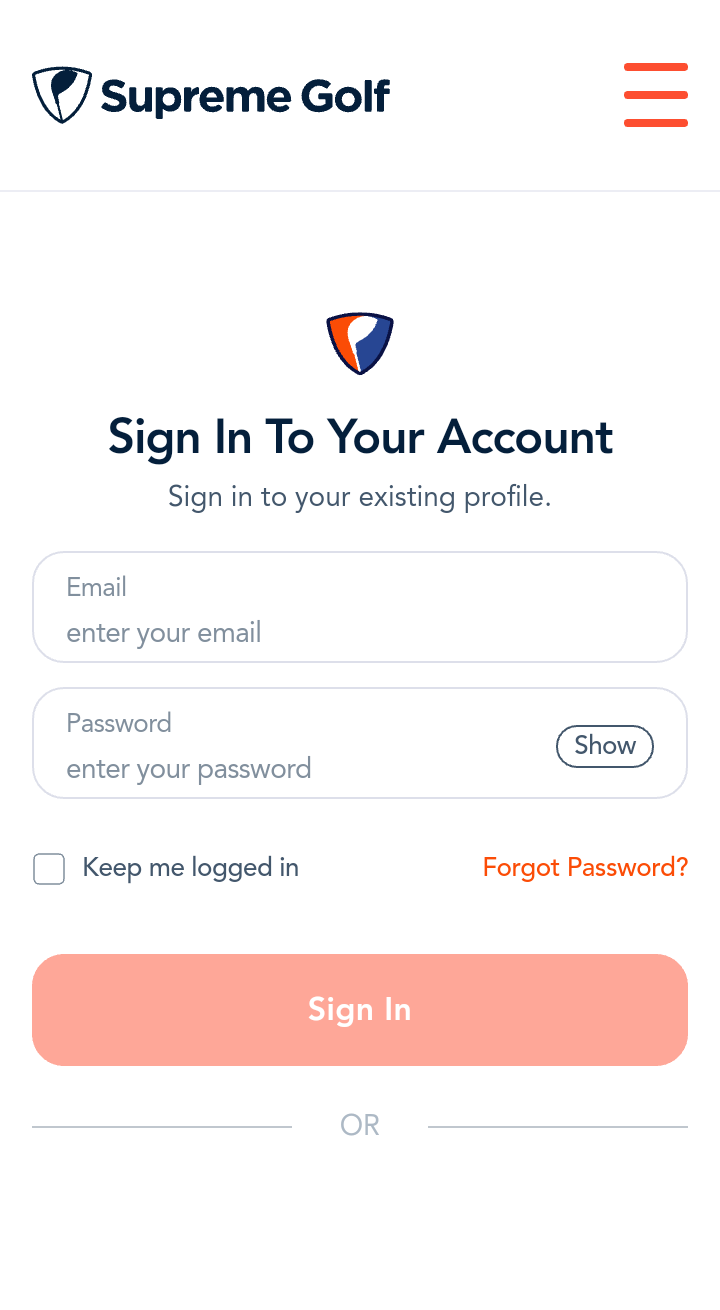 Supreme Golf
Sign In To Your Account
Sign in to your existing profile.
Email
enter your email
Password
enter your password
Show
Keep me logged in
Forgot Password?
Sign In
OR